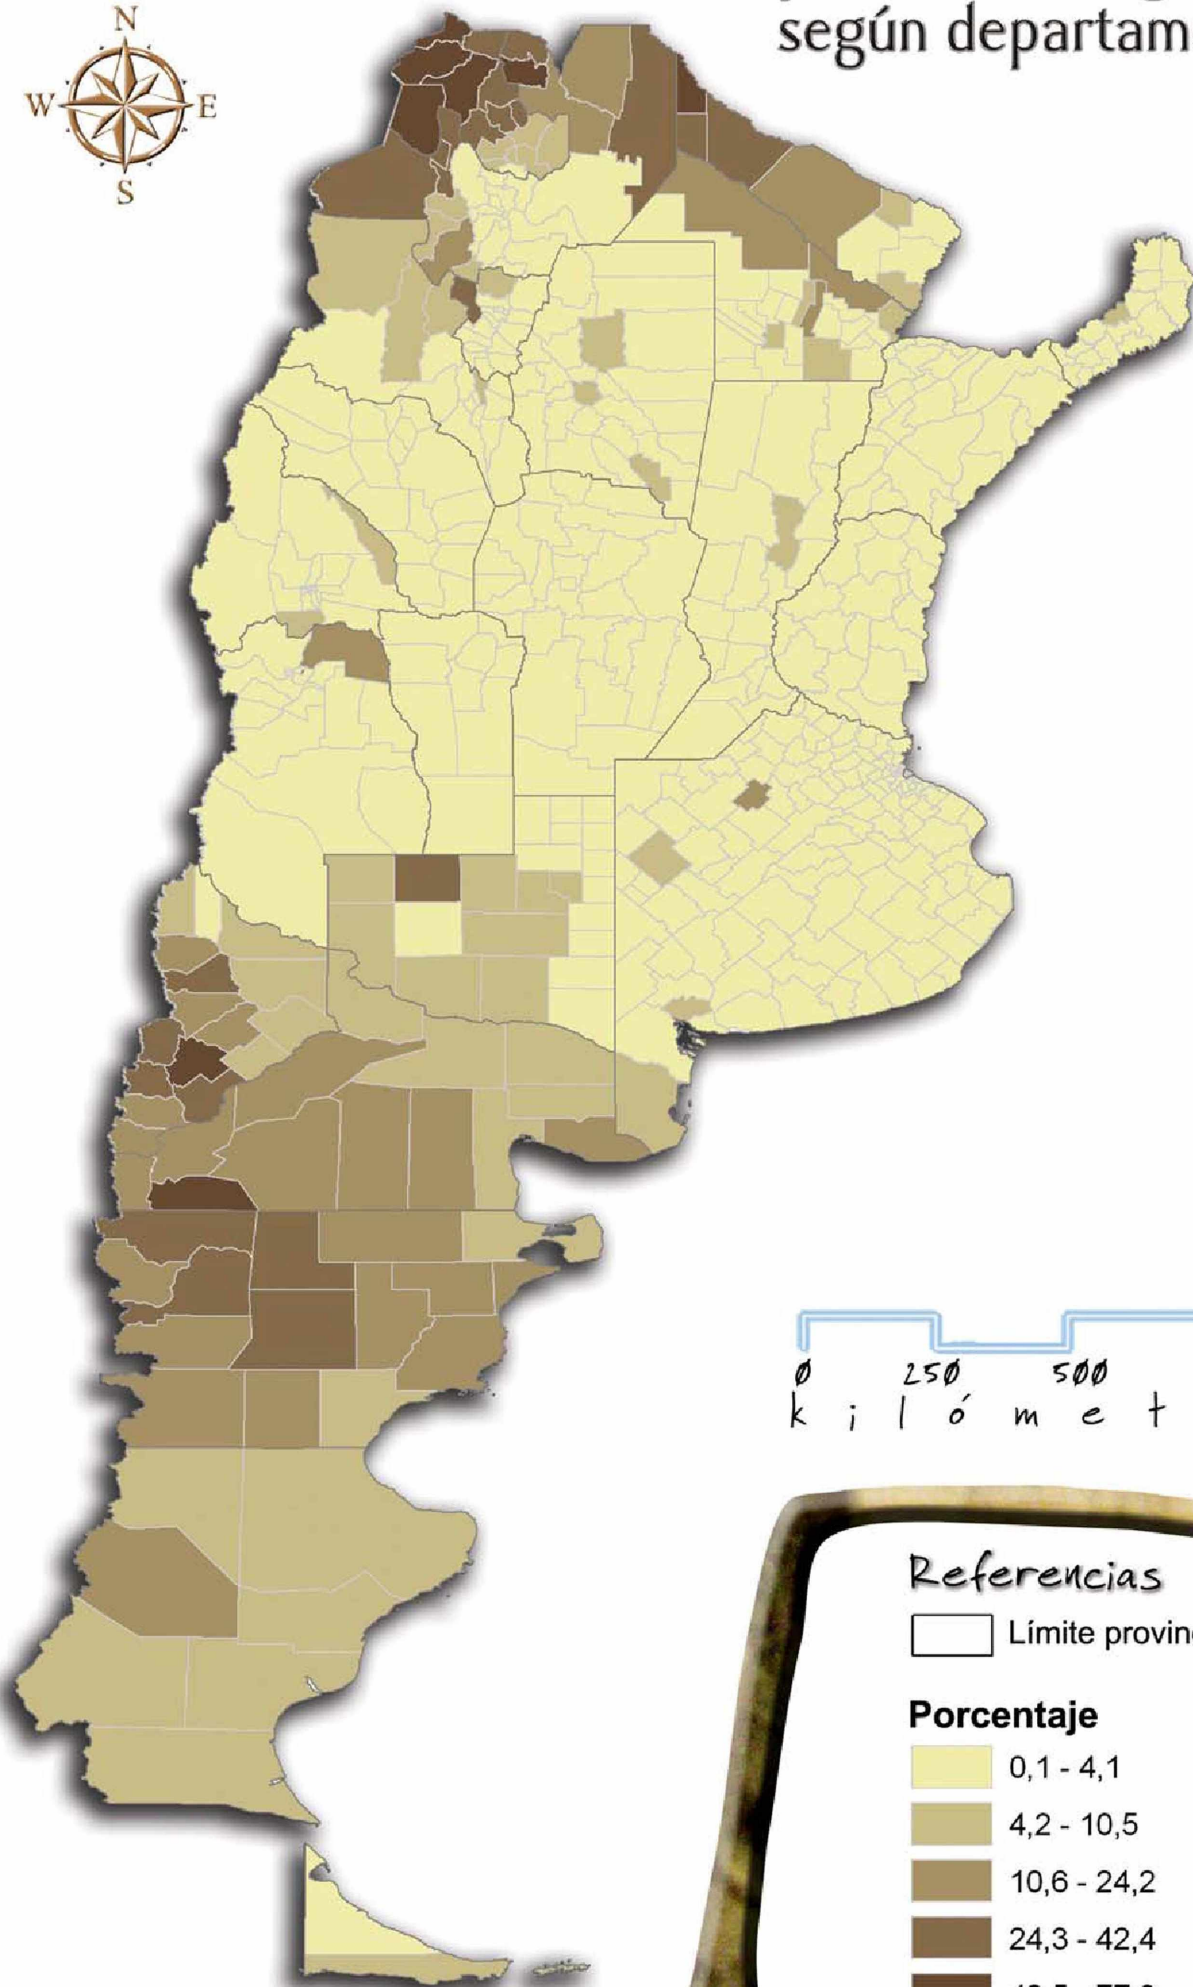 según departam
N
W E
S
0 250 500
k i l ó m e t
Referencias
Límite provin
Porcentaje
0,1 - 4,1
4,2 - 10,5
10,6 - 24,2
24,3 - 42,4